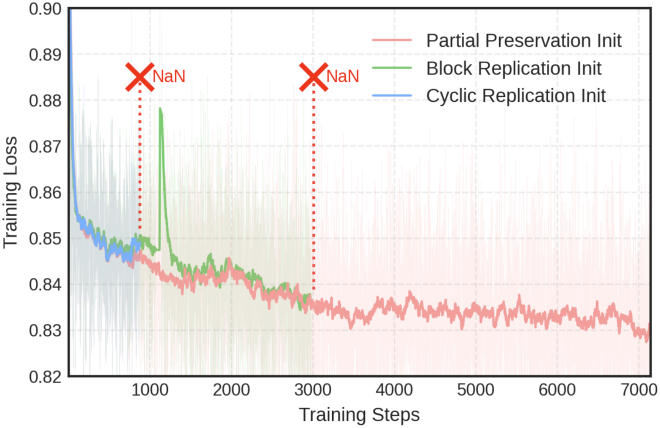 0.90
0.89
0.88
0.87
0.86
0.85
0.84
0.83
0.82
Training Loss
NaN
NaN
Partial Preservation Init
Block Replication Init
Cyclic Replication Init
1000
2000
3000
4000
5000
6000
7000
Training Steps